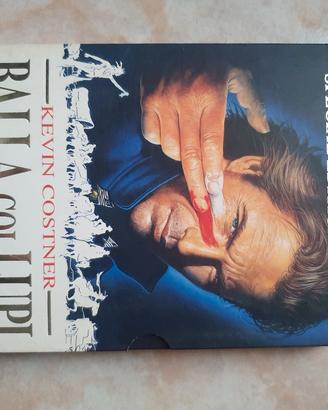 KEVIN COSTNER
BALLA COI LUPI